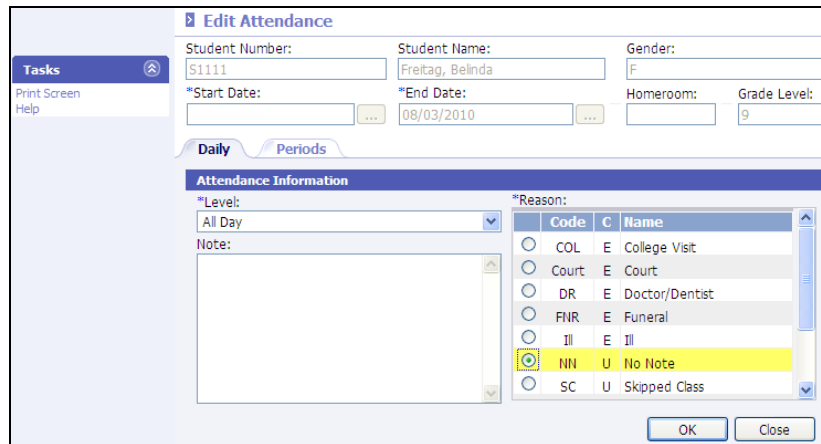 Edit Attendance
Student Number: Student Name: Gender:
S1111 Freitag, Belinda F
Tasks
Print Screen
Help
*Start Date: *End Date: Homeroom: Grade Level:
... 08/03/2010 ... 9
Daily Periods
Attendance Information
*Level: *Reason:
All Day
Code C Name
Note:
COL E College Visit
Court E Court
DR E Doctor/Dentist
FNR E Funeral
Ill E Ill
NN U No Note
SC U Skipped Class
OK Close